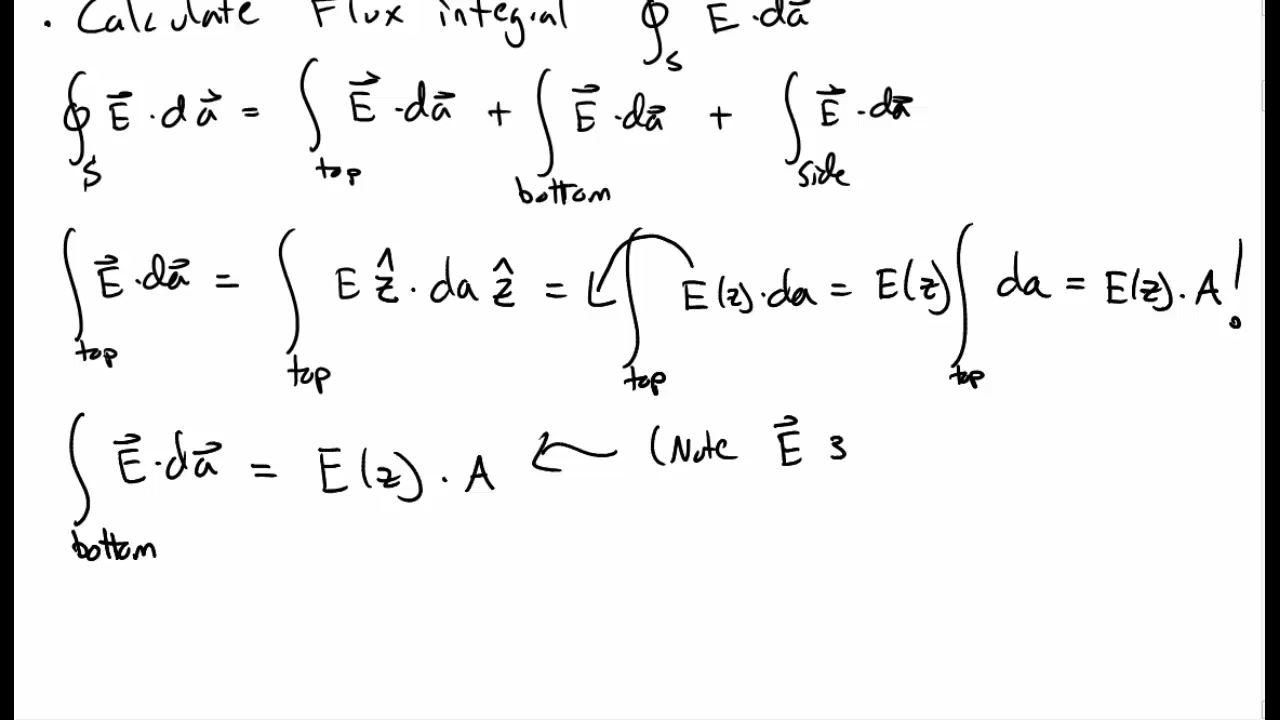 · Calculate Flux integral ∮_S E · da⃗
∮_S E⃗ · da⃗ = ∫_top E⃗ · da⃗ + ∫_bottom E⃗ · da⃗ + ∫_side E⃗ · da⃗
∫_top E⃗ · da⃗ = ∫_top E ẑ · da ẑ = ∫_top E(z) · da = E(z) ∫_top da = E(z) · A !
∫_bottom E⃗ · da⃗ = E(z) · A ← (Note E⃗ 3